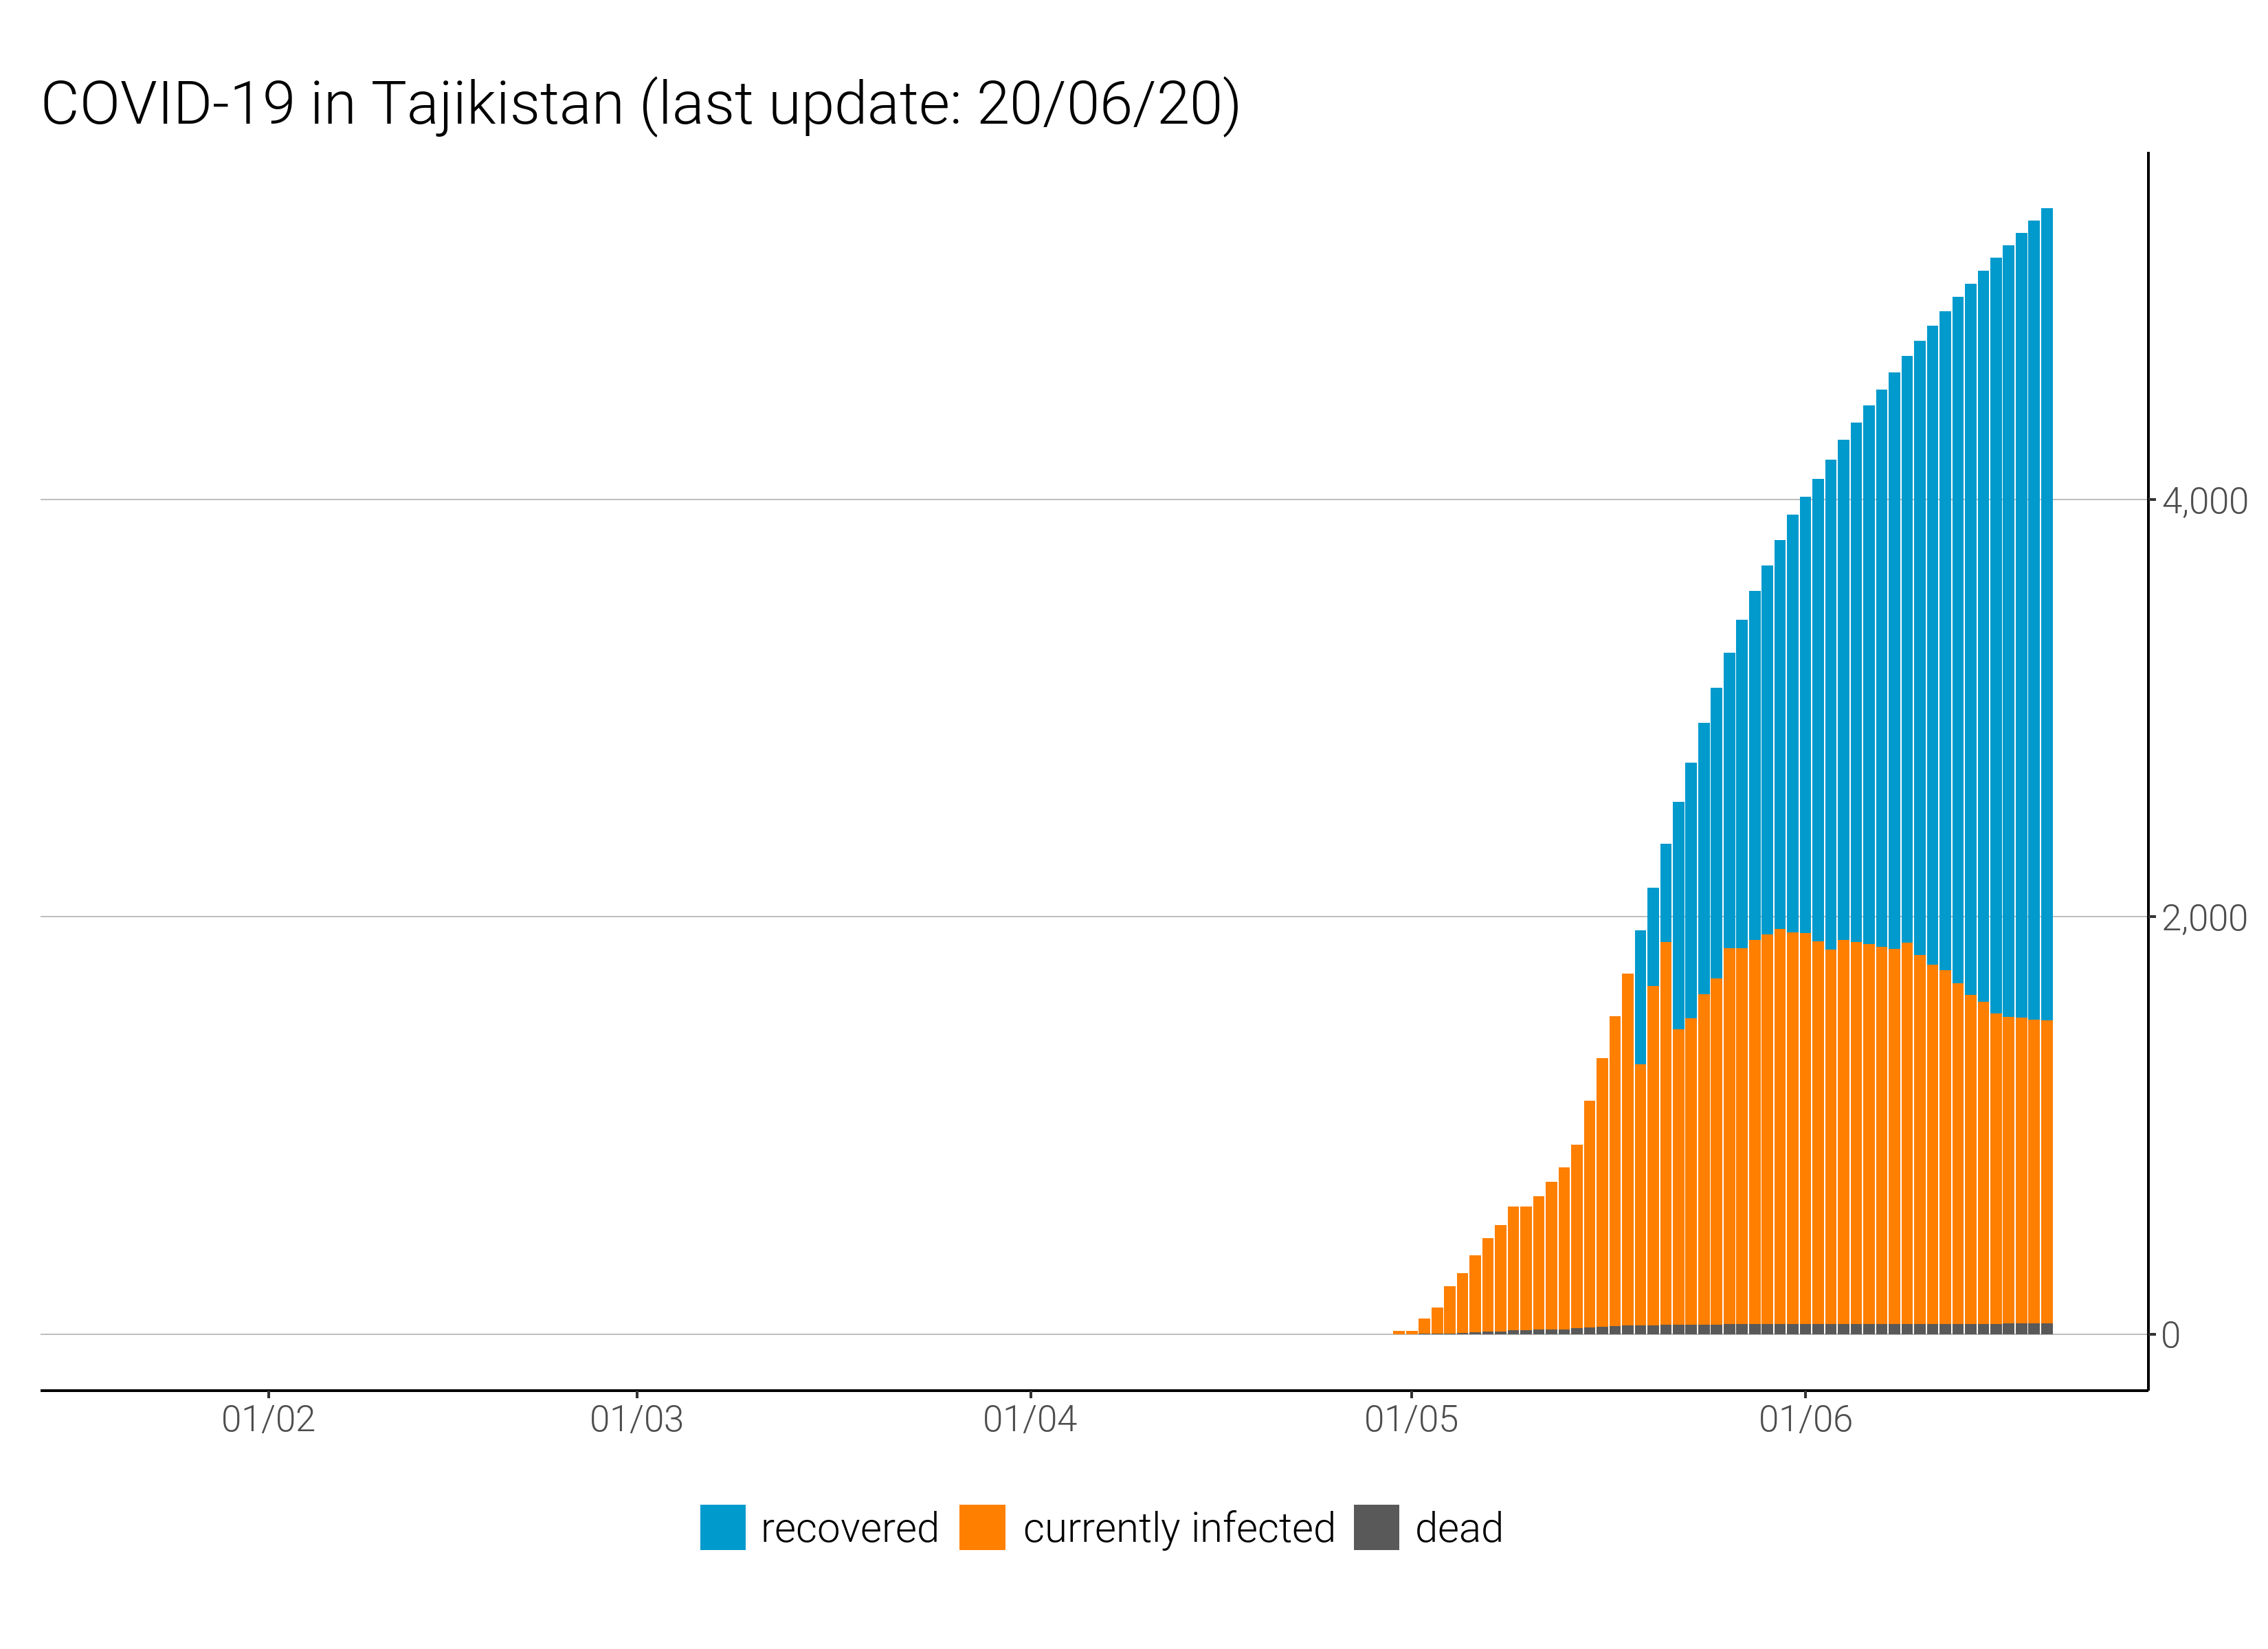 COVID-19 in Tajikistan (last update: 20/06/20)
4,000
2,000
0
01/02 01/03 01/04 01/05 01/06
recovered currently infected dead